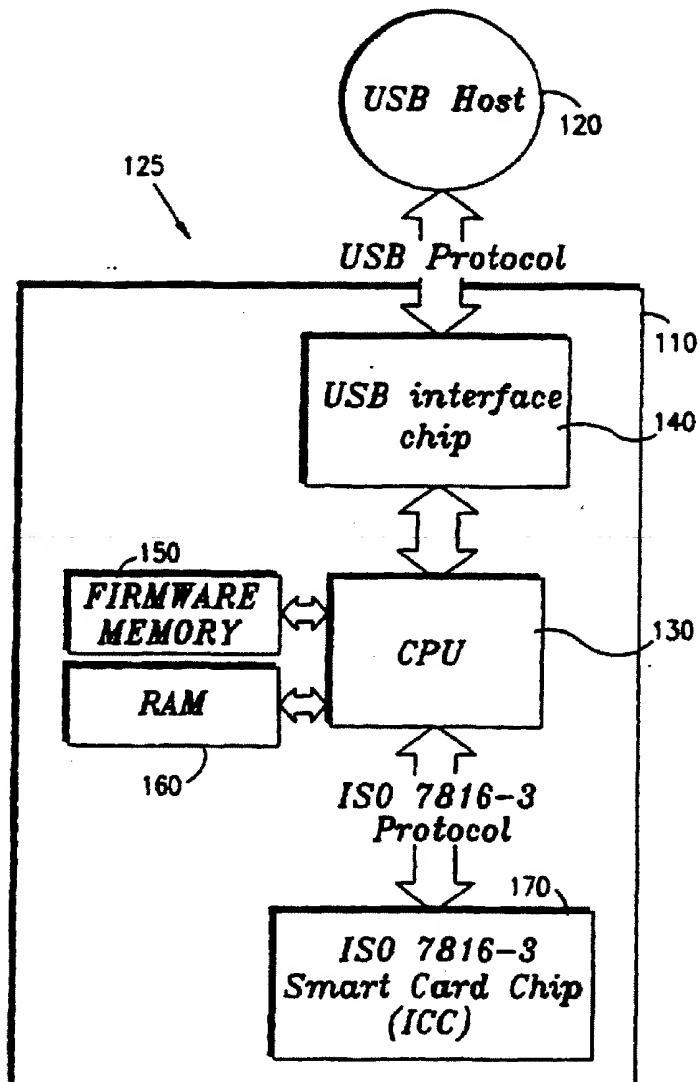 USB Host
120
125
USB Protocol
110
USB interface
chip
140
150
FIRMWARE
MEMORY
CPU
130
RAM
160
ISO 7816-3
Protocol
170
ISO 7816-3
Smart Card Chip
(ICC)